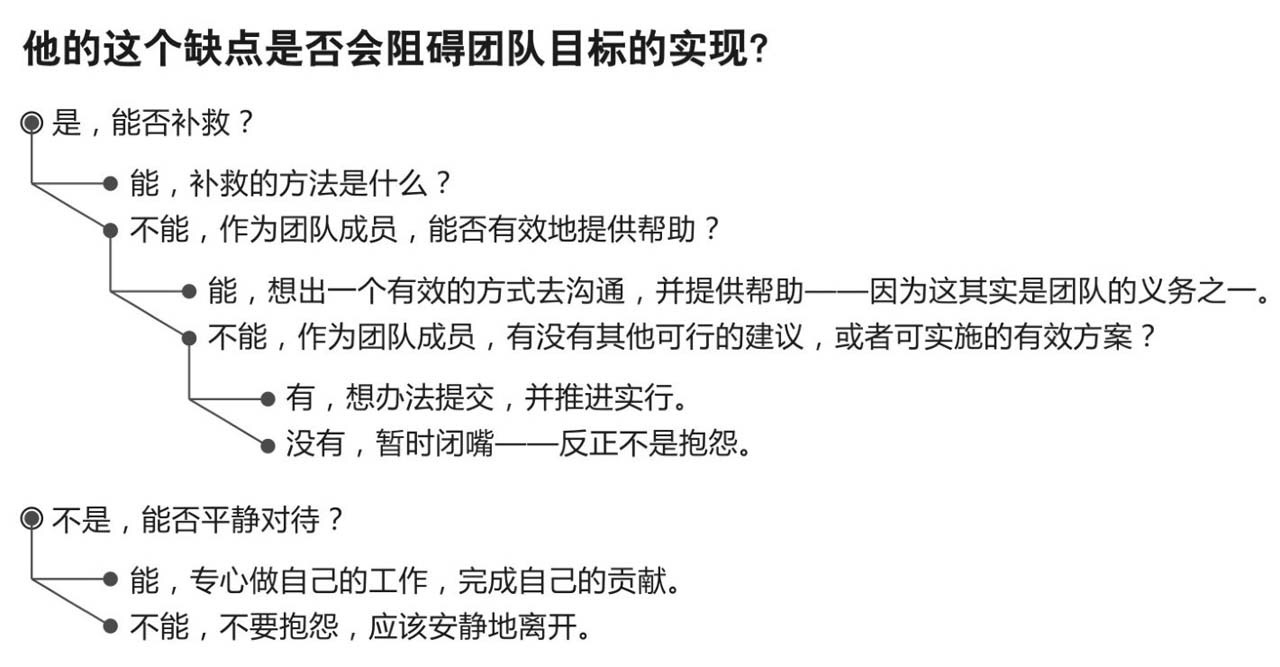 他的这个缺点是否会阻碍团队目标的实现?
是，能否补救？
能，补救的方法是什么？
不能，作为团队成员，能否有效地提供帮助？
能，想出一个有效的方式去沟通，并提供帮助——因为这其实是团队的义务之一。
不能，作为团队成员，有没有其他可行的建议，或者可实施的有效方案？
有，想办法提交，并推进实行。
没有，暂时闭嘴——反正不是抱怨。
不是，能否平静对待？
能，专心做自己的工作，完成自己的贡献。
不能，不要抱怨，应该安静地离开。